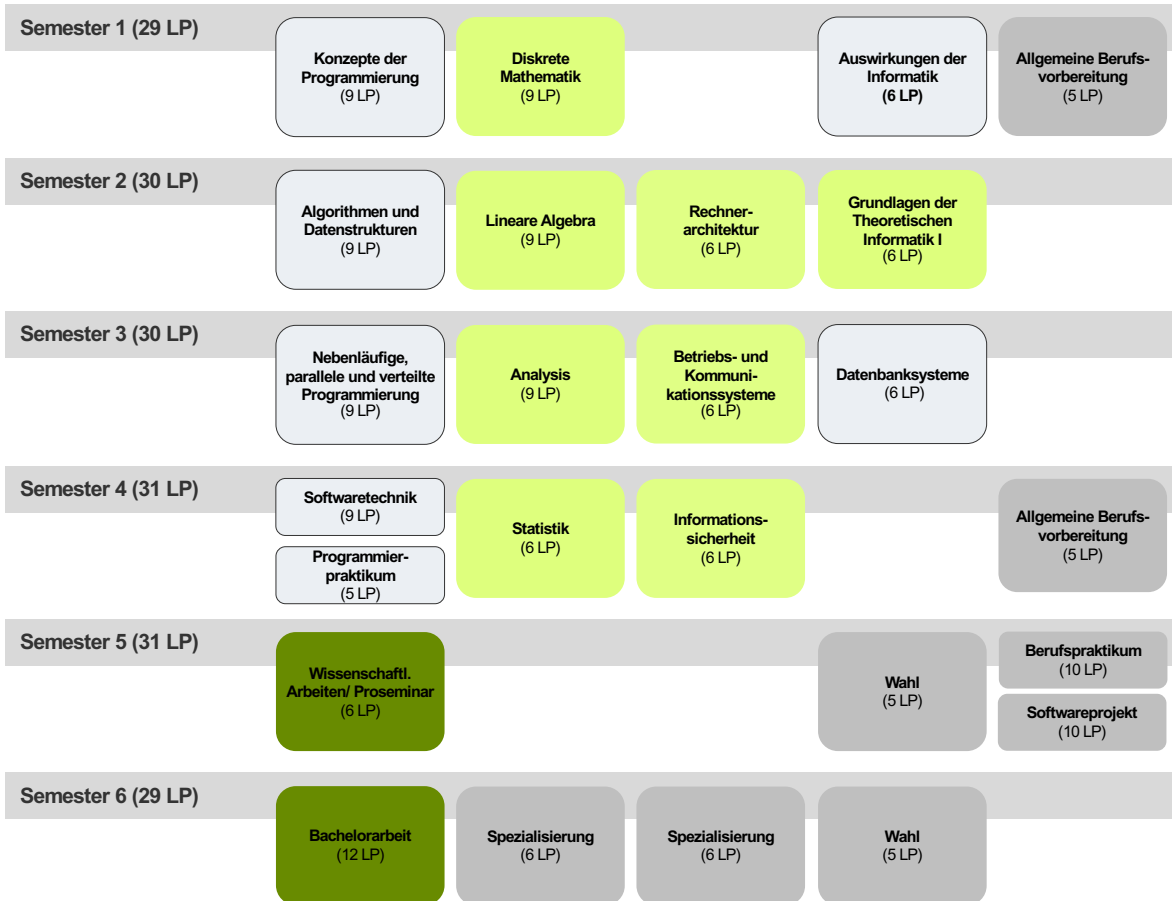 Semester 1 (29 LP)
Konzepte der
Programmierung
(9 LP)
Diskrete
Mathematik
(9 LP)
Auswirkungen der
Informatik
(6 LP)
Allgemeine Berufs-
vorbereitung
(5 LP)
Semester 2 (30 LP)
Algorithmen und
Datenstrukturen
(9 LP)
Lineare Algebra
(9 LP)
Rechner-
architektur
(6 LP)
Grundlagen der
Theoretischen
Informatik I
(6 LP)
Semester 3 (30 LP)
Nebenläufige,
parallele und verteilte
Programmierung
(9 LP)
Analysis
(9 LP)
Betriebs- und
Kommuni-
kationssysteme
(6 LP)
Datenbanksysteme
(6 LP)
Semester 4 (31 LP)
Softwaretechnik
(9 LP)
Programmier-
praktikum
(5 LP)
Statistik
(6 LP)
Informations-
sicherheit
(6 LP)
Allgemeine Berufs-
vorbereitung
(5 LP)
Semester 5 (31 LP)
Wissenschaftl.
Arbeiten/ Proseminar
(6 LP)
Wahl
(5 LP)
Berufspraktikum
(10 LP)
Softwareprojekt
(10 LP)
Semester 6 (29 LP)
Bachelorarbeit
(12 LP)
Spezialisierung
(6 LP)
Spezialisierung
(6 LP)
Wahl
(5 LP)